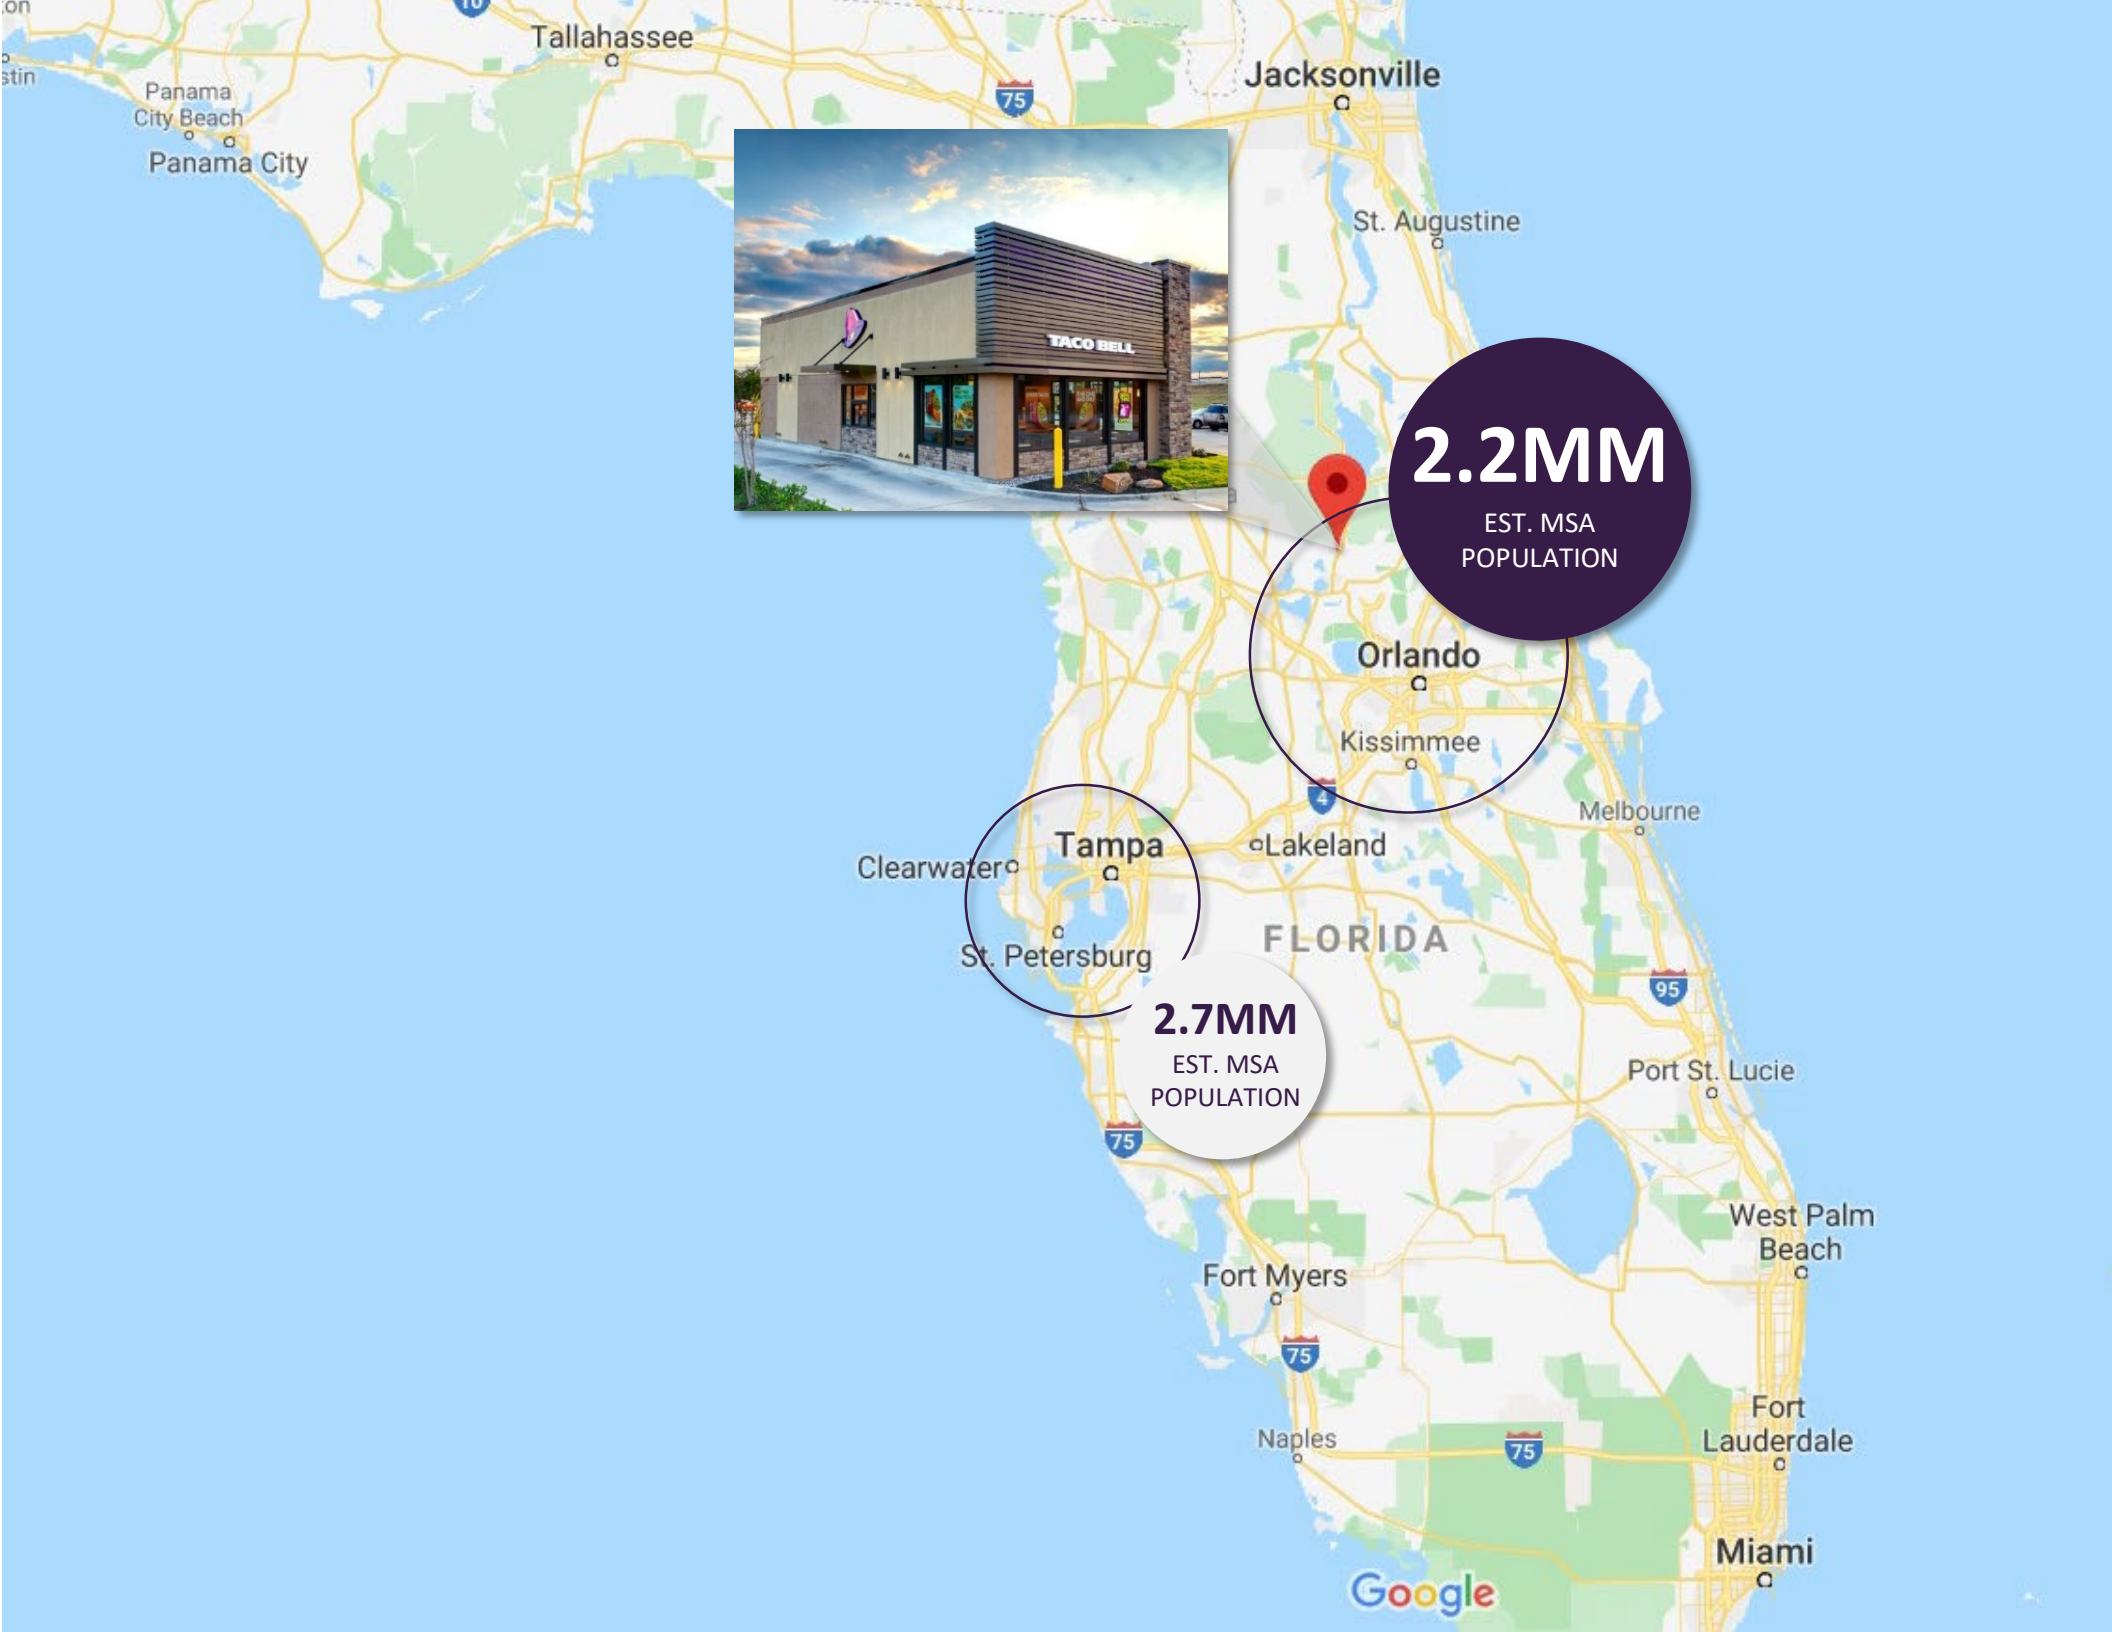 10
Tallahassee
Panama
City Beach
Panama City
75
Jacksonville
St. Augustine
TACO BELL
2.2MM
EST. MSA
POPULATION
Orlando
Kissimmee
4
Melbourne
Tampa
Lakeland
Clearwater
St. Petersburg
FLORIDA
95
2.7MM
EST. MSA
POPULATION
75
Port St. Lucie
West Palm
Beach
Fort Myers
75
Naples
75
Fort
Lauderdale
Miami
Google